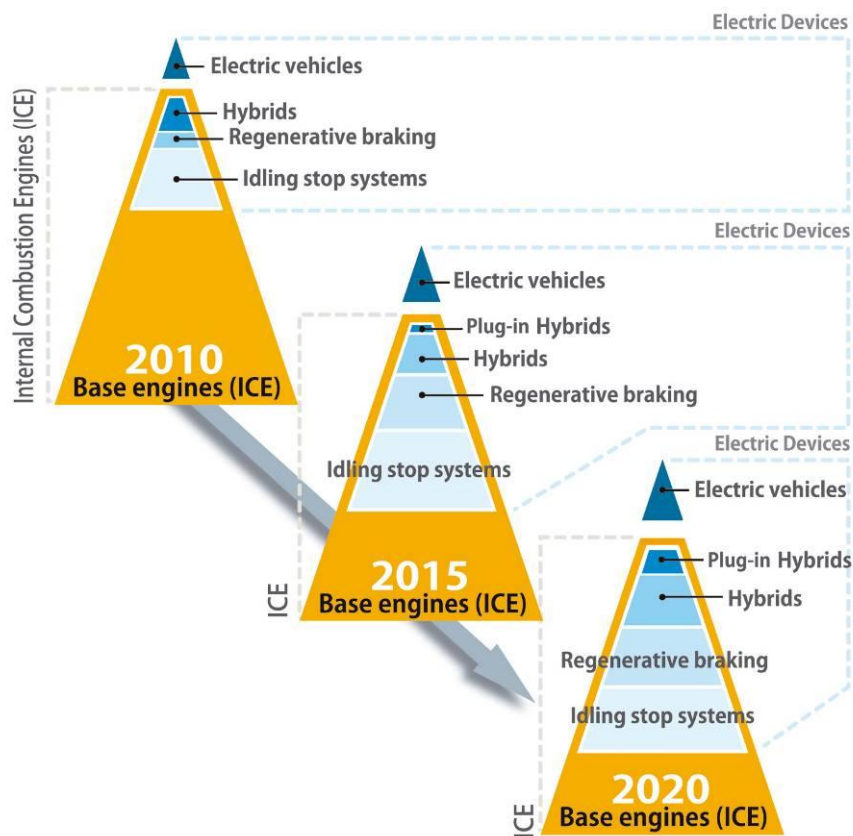 Electric Devices
Electric vehicles
Internal Combustion Engines (ICE)
Hybrids
Regenerative braking
Idling stop systems
2010
Base engines (ICE)
Electric Devices
Electric vehicles
Plug-in Hybrids
Hybrids
Regenerative braking
Idling stop systems
ICE
2015
Base engines (ICE)
Electric Devices
Electric vehicles
Plug-in Hybrids
Hybrids
Regenerative braking
Idling stop systems
ICE
2020
Base engines (ICE)